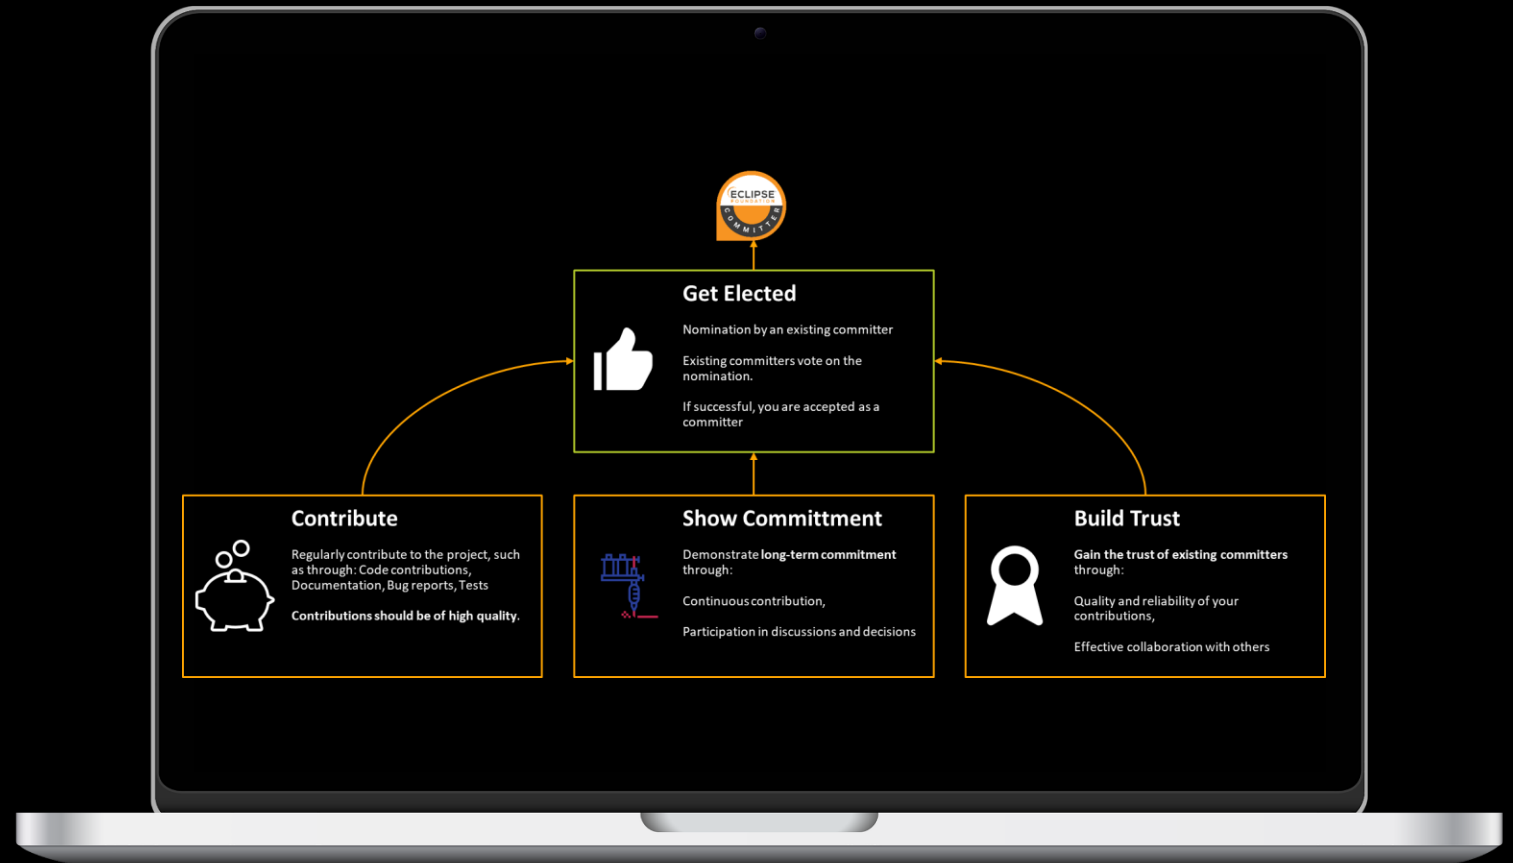 ECLIPSE
FOUNDATION
COMMITTER
Get Elected
Nomination by an existing committer
Existing committers vote on the
nomination.
If successful, you are accepted as a
committer
Contribute
Regularly contribute to the project, such
as through: Code contributions,
Documentation, Bug reports, Tests
Contributions should be of high quality.
Show Committment
Demonstrate long-term commitment
through:
Continuous contribution,
Participation in discussions and decisions
Build Trust
Gain the trust of existing committers
through:
Quality and reliability of your
contributions,
Effective collaboration with others